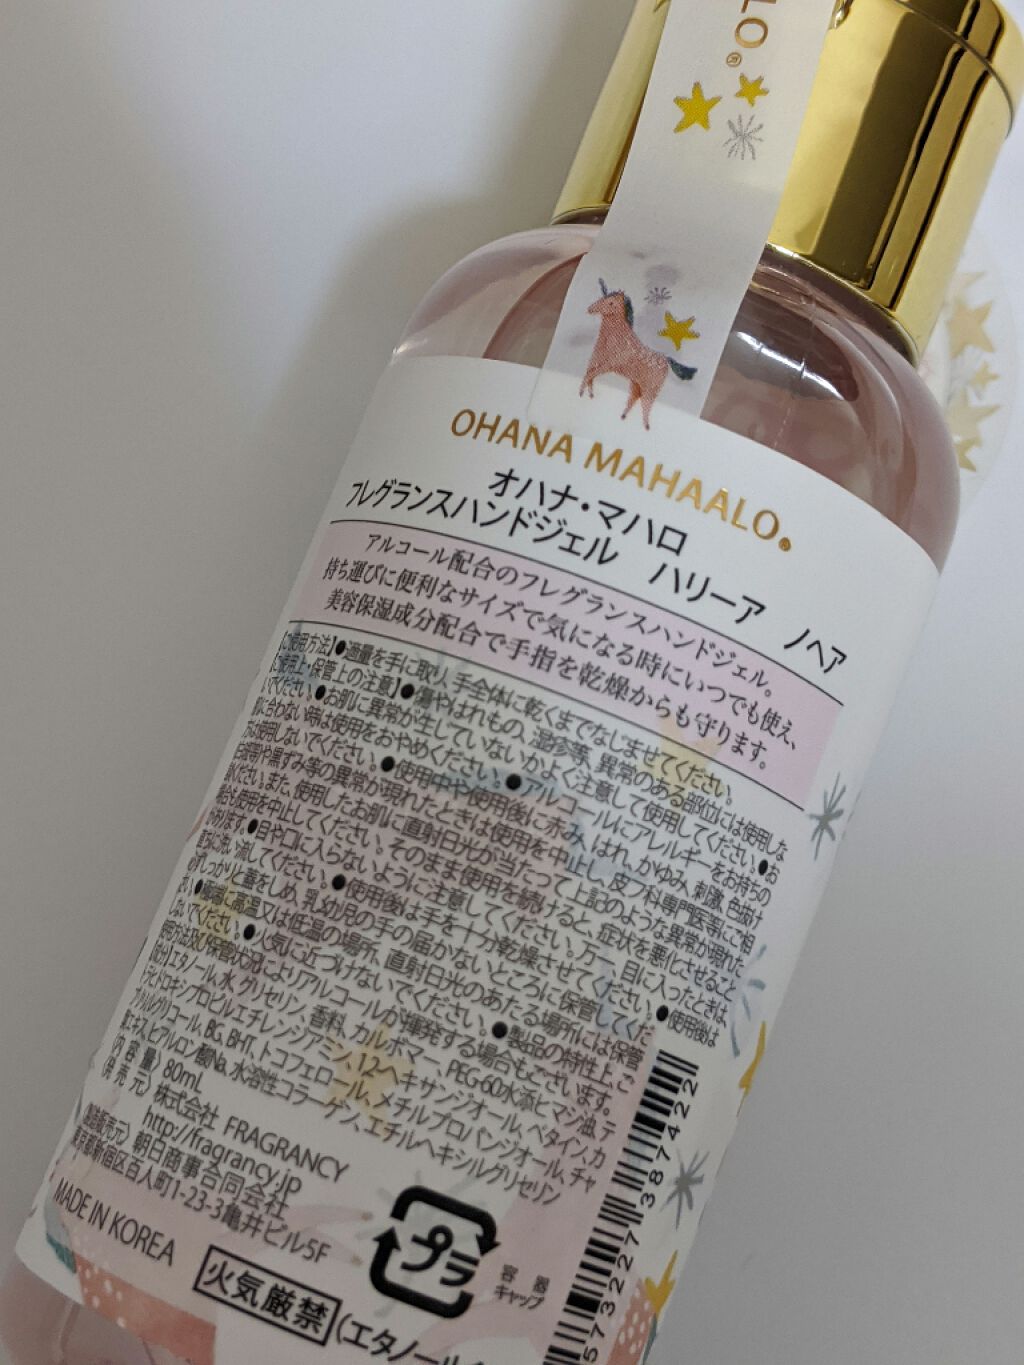 LO®
OHANA MAHAALO®
オハナ・マハロ
フレグランスハンドジェル ハリーア ノヘア
アルコール配合のフレグランスハンドジェル。
持ち運びに便利なサイズで気になる時にいつでも使え、
美容保湿成分配合で手指を乾燥からも守ります。
【ご使用方法】●適量を手に取り、手全体に乾くまでなじませてください。
【ご使用上・保管上の注意】●傷やはれもの、湿疹等、異常のある部位には使用しな
いでください。●お肌に異常が生じていないかよく注意して使用してください。●お
肌に合わない時は使用をおやめください。●アルコールにアレルギーをお持ちの
方は使用しないでください。●使用中や使用後に赤み、はれ、かゆみ、刺激、色抜け
(白斑等)や黒ずみ等の異常が現れたときは使用を中止し、皮フ科専門医等にご相
談ください。また、使用したお肌に直射日光が当たって上記のような異常が現れた
場合も使用を中止してください。そのまま使用を続けると、症状を悪化させること
があります。●目や口に入らないように注意してください。万一、目に入ったときは、
直ちに洗い流してください。●使用後は手を十分乾燥させてください。●使用後は
必ずしっかりと蓋をしめ、乳幼児の手の届かないところに保管してくだ
さい。●極端に高温又は低温の場所、直射日光のあたる場所には保管し
ないでください。●火気に近づけないでください。●製品の特性上、ご
使用方法及び保管状況によりアルコールが揮発する場合もございます。
〈成分〉エタノール、水、グリセリン、香料、カルボマー、PEG-60水添ヒマシ油、テ
トラヒドロキシプロピルエチレンジアミン、1,2-ヘキサンジオール、ベタイン、カ
プリリルグリコール、BG、BHT、トコフェロール、メチルプロパンジオール、チャ
葉エキス、ヒアルロン酸Na、水溶性コラーゲン、エチルヘキシルグリセリン
〈内容量〉80mL
〈発売元〉株式会社 FRAGRANCY
http://fragrancy.jp
〈製造販売元〉朝日商事合同会社
東京都新宿区百人町1-23-3亀井ビル5F
MADE IN KOREA
火気厳禁(エタノール
プラ
容器
キャップ
573227387422